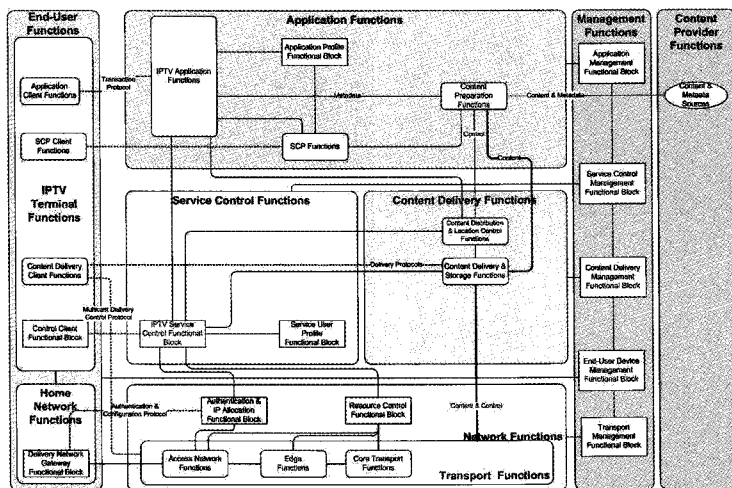 End-User
Functions
Application Functions
Management
Functions
Content
Provider
Functions
Application
Client Functions
Transaction
Protocol
IPTV Application
Functions
Application Profile
Functional Block
Application
Management
Functional Block
Metadata
Content
Preparation
Functions
Content & Metadata
Content &
Metaata
Sources
SCP Client
Functions
SCP Functions
Control
Content
IPTV
Terminal
Functions
Service Control Functions
Content Delivery Functions
Service Control
Management
Functional Block
Content Distribution
& Location Control
Functions
Content Delivery
Client Functions
Delivery Protocols
Content Delivery &
Storage Functions
Content Delivery
Management
Functional Block
Multicast Delivery
Control Protocol
Control Client
Functional Block
IPTV Service
Control Functional
Block
Service User
Profile
Functional Block
End-User Device
Management
Functional Block
Home
Network
Functions
Authentication &
Configuration Protocol
Authentication &
IP Allocation
Functional Block
Resource Control
Functional Block
Content & Control
Network Functions
Transport
Management
Functional Block
Delivery Network
Gateway
Functional Block
Access Network
Functions
Edge
Functions
Core Transport
Functions
Transport Functions